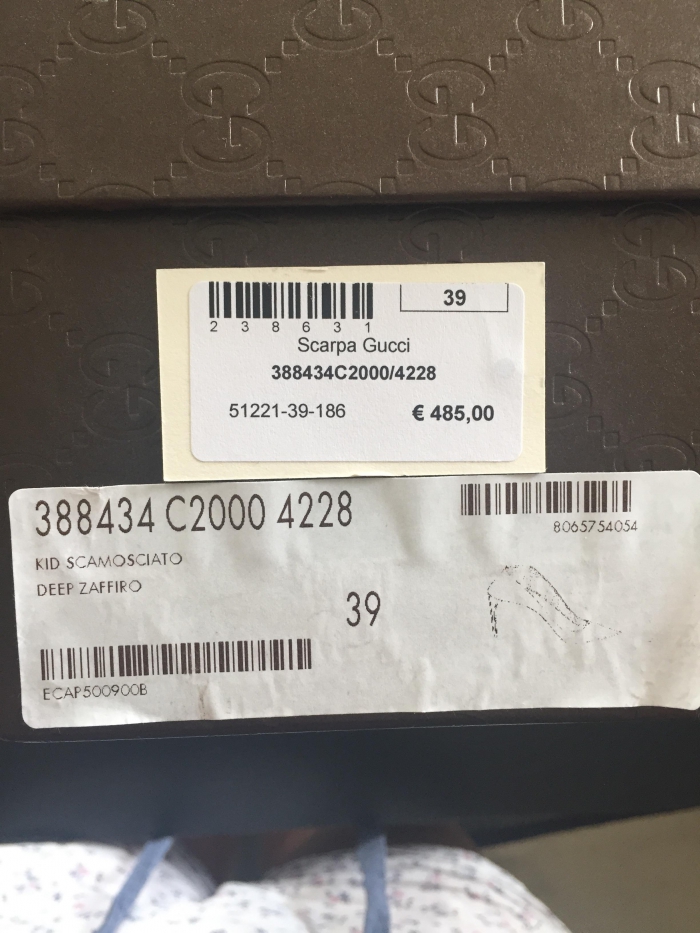 39
2 3 8 6 3 1
Scarpa Gucci
388434C2000/4228
51221-39-186 € 485,00
388434 C2000 4228
8065754054
KID SCAMOSCIATO
DEEP ZAFFIRO
39
ECAP500900B